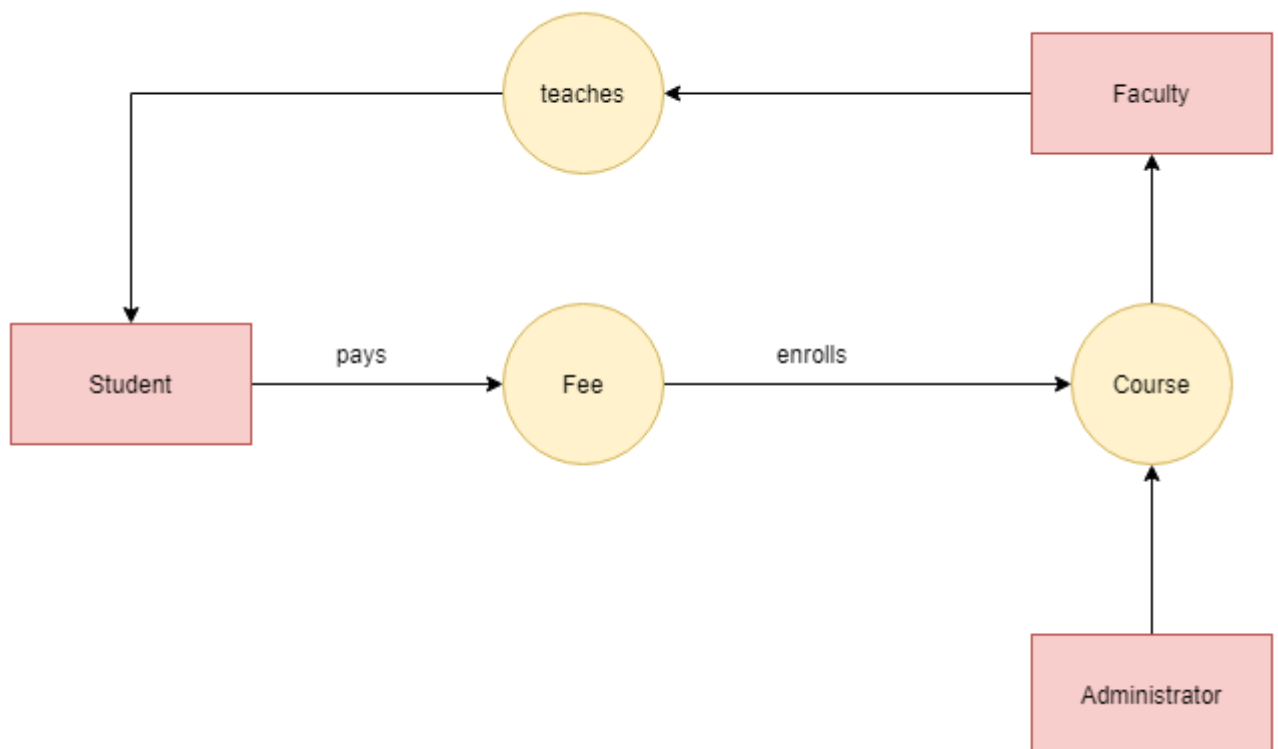 teaches
Faculty
pays
enrolls
Student
Fee
Course
Administrator